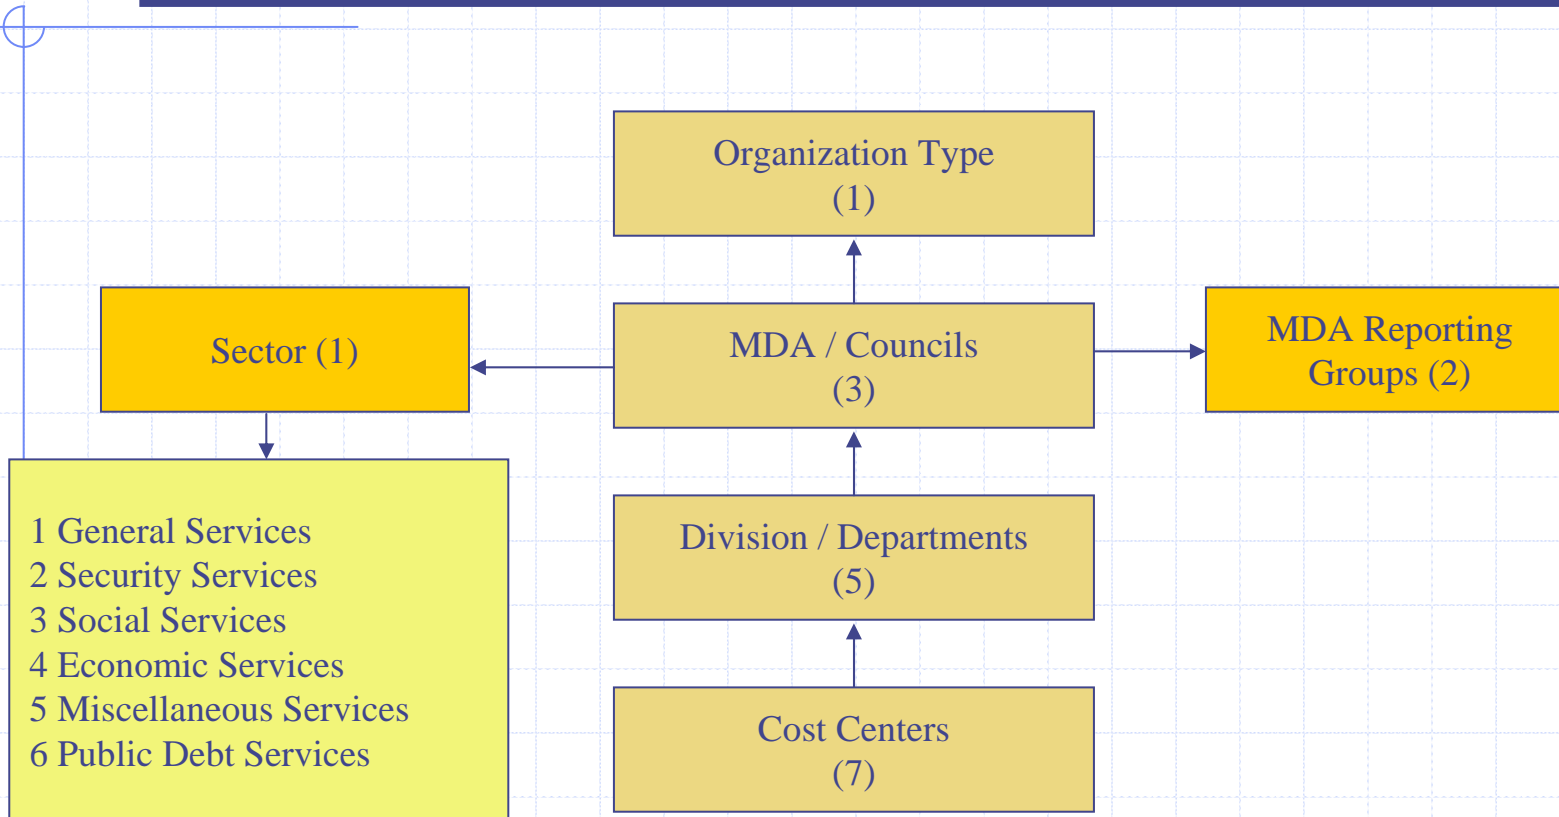 Organization Type
(1)
Sector (1)
MDA / Councils
(3)
MDA Reporting
Groups (2)
1 General Services
2 Security Services
3 Social Services
4 Economic Services
5 Miscellaneous Services
6 Public Debt Services
Division / Departments
(5)
Cost Centers
(7)